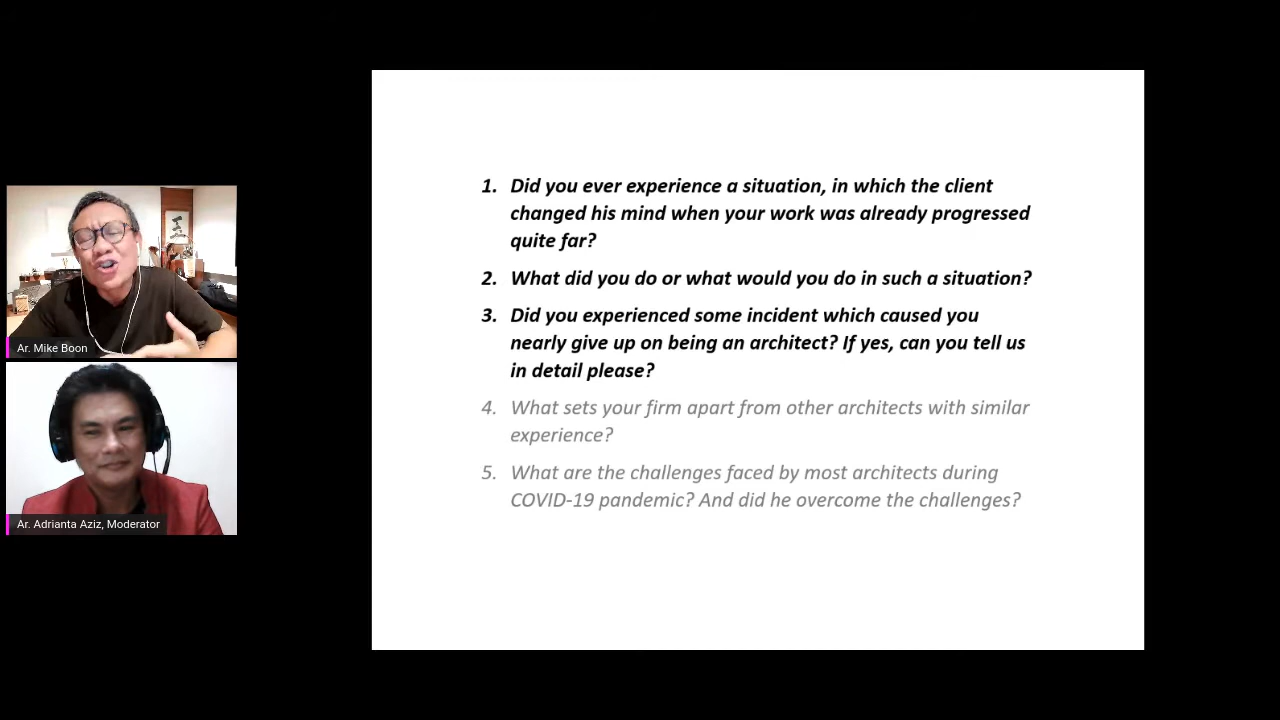 Ar. Mike Boon
Ar. Adrianta Aziz, Moderator
1. Did you ever experience a situation, in which the client
changed his mind when your work was already progressed
quite far?
2. What did you do or what would you do in such a situation?
3. Did you experienced some incident which caused you
nearly give up on being an architect? If yes, can you tell us
in detail please?
4. What sets your firm apart from other architects with similar
experience?
5. What are the challenges faced by most architects during
COVID-19 pandemic? And did he overcome the challenges?